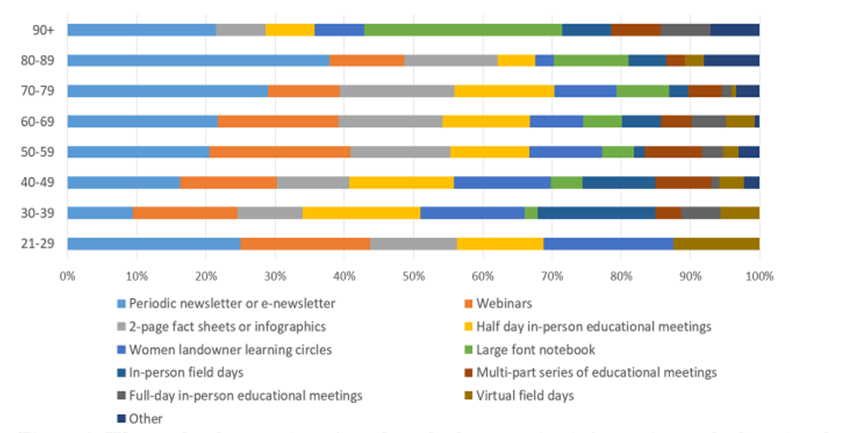 90+
80-89
70-79
60-69
50-59
40-49
30-39
21-29
0% 10% 20% 30% 40% 50% 60% 70% 80% 90% 100%
Periodic newsletter or e-newsletter Webinars
2-page fact sheets or infographics Half day in-person educational meetings
Women landowner learning circles Large font notebook
In-person field days Multi-part series of educational meetings
Full-day in-person educational meetings Virtual field days
Other